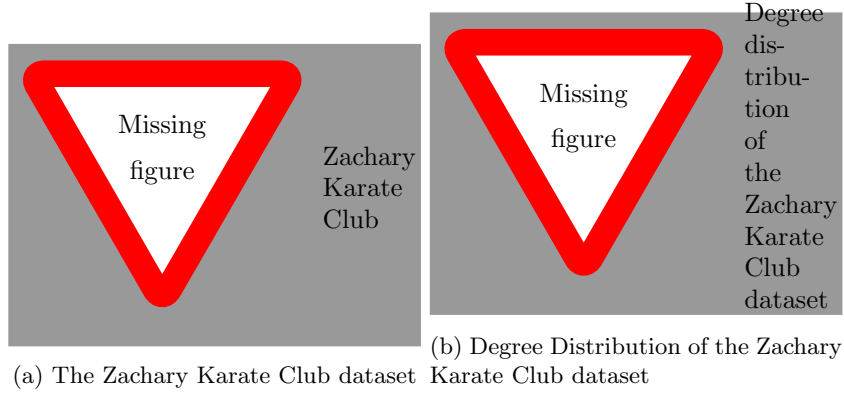 Missing
figure
Zachary
Karate
Club
(a) The Zachary Karate Club dataset
Missing
figure
Degree
dis-
tribu-
tion
of
the
Zachary
Karate
Club
dataset
(b) Degree Distribution of the Zachary
Karate Club dataset